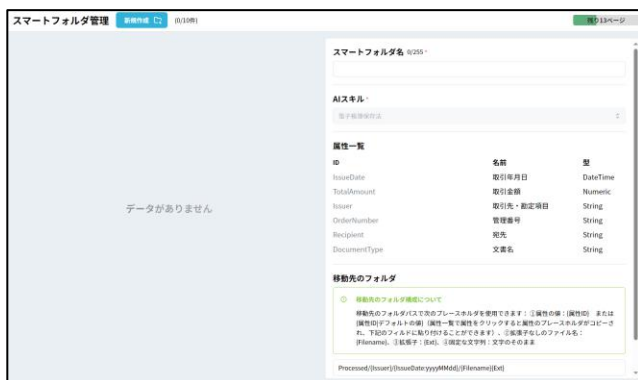 スマートフォルダ管理 新規作成 (0/10件) 残り13ページ
スマートフォルダ名 0/255 *
AIスキル *
電子帳簿保存法
属性一覧
ID 名前 型
IssueDate 取引年月日 DateTime
TotalAmount 取引金額 Numeric
Issuer 取引先・勘定項目 String
OrderNumber 管理番号 String
Recipient 宛先 String
DocumentType 文書名 String
データがありません
移動先のフォルダ
移動先のフォルダ構成について
移動先のフォルダパスで次のプレースホルダを使用できます：①属性の値：{属性ID} または
{属性ID|デフォルトの値}（属性一覧で属性をクリックすると属性のプレースホルダがコピーさ
れ、下記のフィールドに貼り付けることができます）、②拡張子なしのファイル名：
{Filename}、③拡張子：{Ext}、④固定な文字列：文字のそのまま
Processed/{Issuer}/{IssueDate:yyyyMMdd}/{Filename}{Ext}